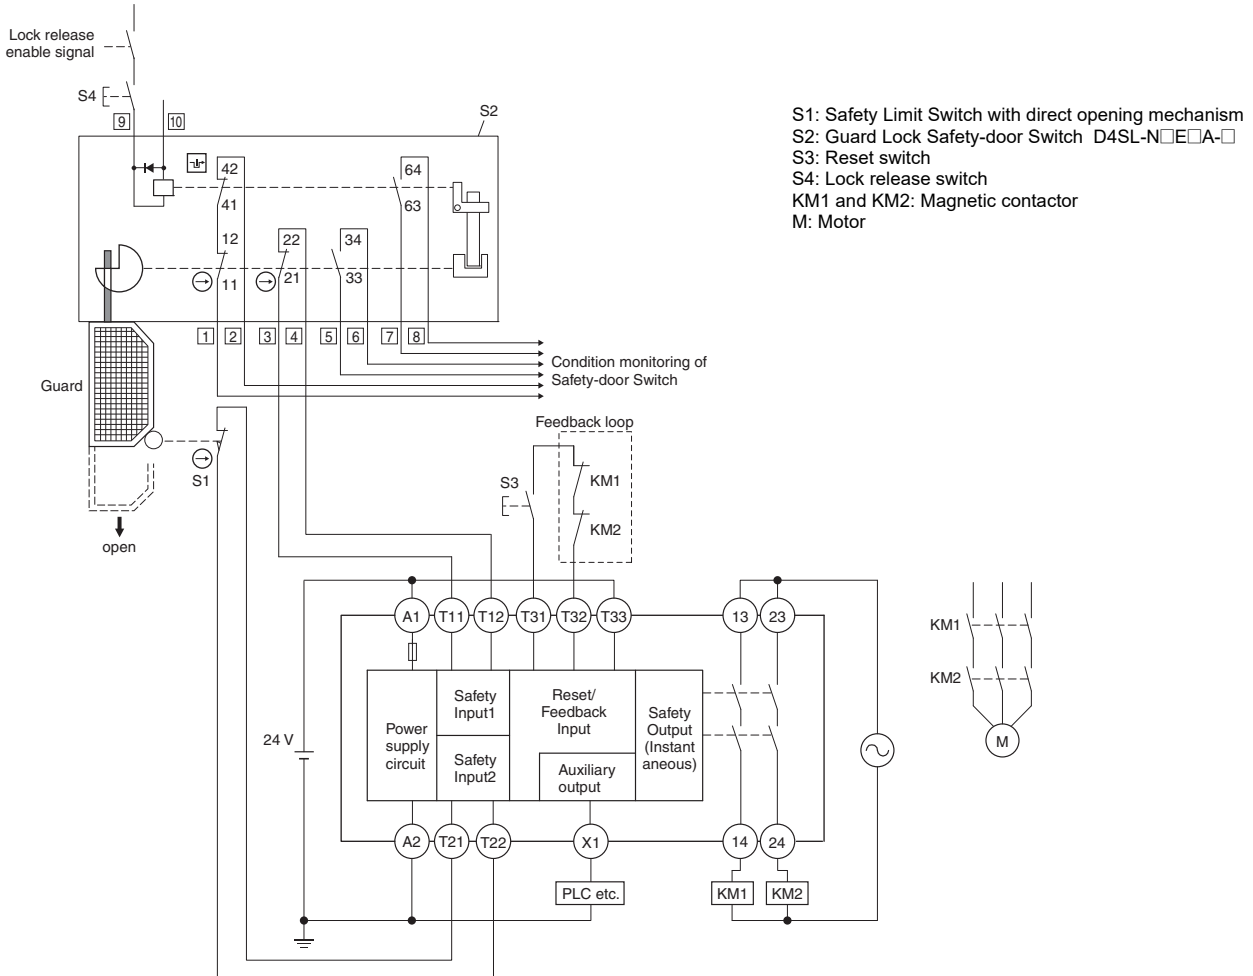 Lock release
enable signal
S4
9
10
S2
42
41
64
63
12
11
22
21
34
33
1
2
3
4
5
6
7
8
Condition monitoring of
Safety-door Switch
Guard
S1
open
Feedback loop
S3
KM1
KM2
A1
T11
T12
T31
T32
T33
13
23
24 V
Power
supply
circuit
Safety
Input1
Safety
Input2
Reset/
Feedback
Input
Auxiliary
output
Safety
Output
(Instant
aneous)
A2
T21
T22
X1
14
24
PLC etc.
KM1
KM2
KM1
KM2
M
S1: Safety Limit Switch with direct opening mechanism
S2: Guard Lock Safety-door Switch D4SL-N□E□A-□
S3: Reset switch
S4: Lock release switch
KM1 and KM2: Magnetic contactor
M: Motor